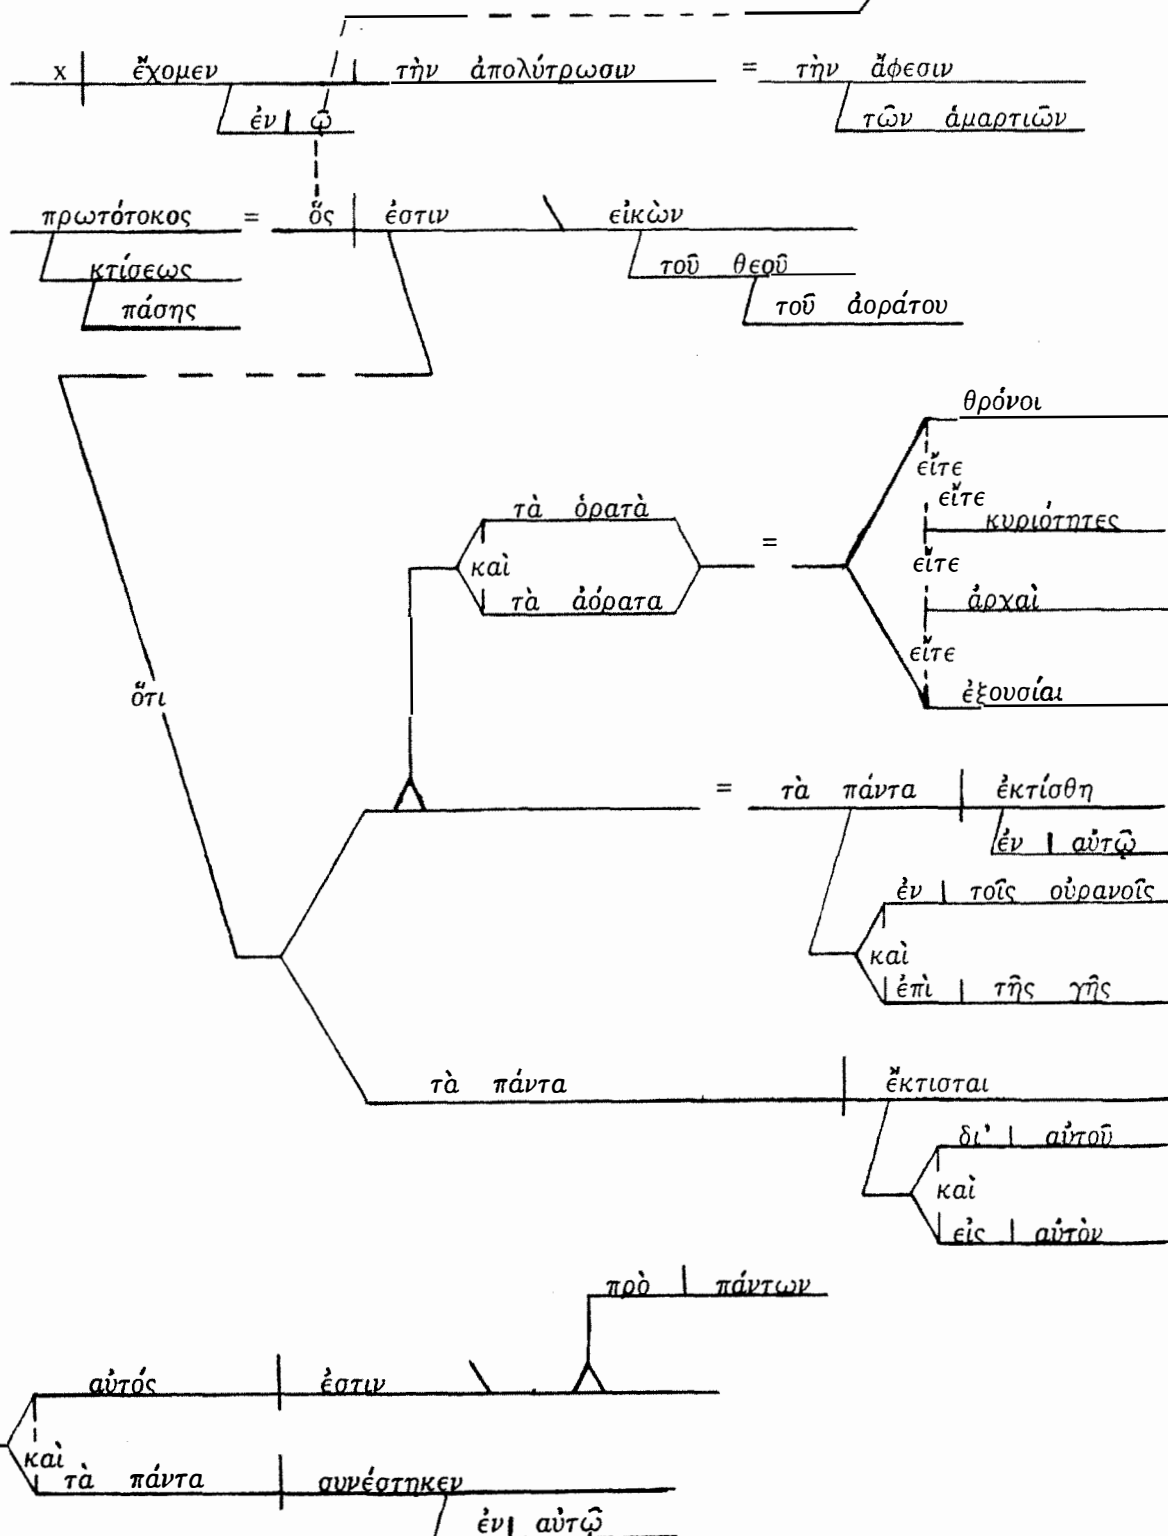 x ἔχομεν τὴν ἀπολύτρωσιν = τὴν ἄφεσιν
ἐν ᾧ τῶν ἁμαρτιῶν
πρωτότοκος = ὅς ἐστιν εἰκὼν
κτίσεως τοῦ θεοῦ
πάσης τοῦ ἀοράτου
θρόνοι
εἴτε
εἴτε
τὰ ὁρατὰ
κυριότητες
=
καὶ εἴτε
τὰ ἀόρατα ἀρχαὶ
εἴτε
ὅτι ἐξουσίαι
= τὰ πάντα ἐκτίσθη
ἐν αὐτῷ
ἐν τοῖς οὐρανοῖς
καὶ
ἐπὶ τῆς γῆς
τὰ πάντα ἔκτισται
δι' αὐτοῦ
καὶ
εἰς αὐτὸν
πρὸ πάντων
αὐτός ἐστιν
καὶ
τὰ πάντα συνέστηκεν
ἐν αὐτῷ